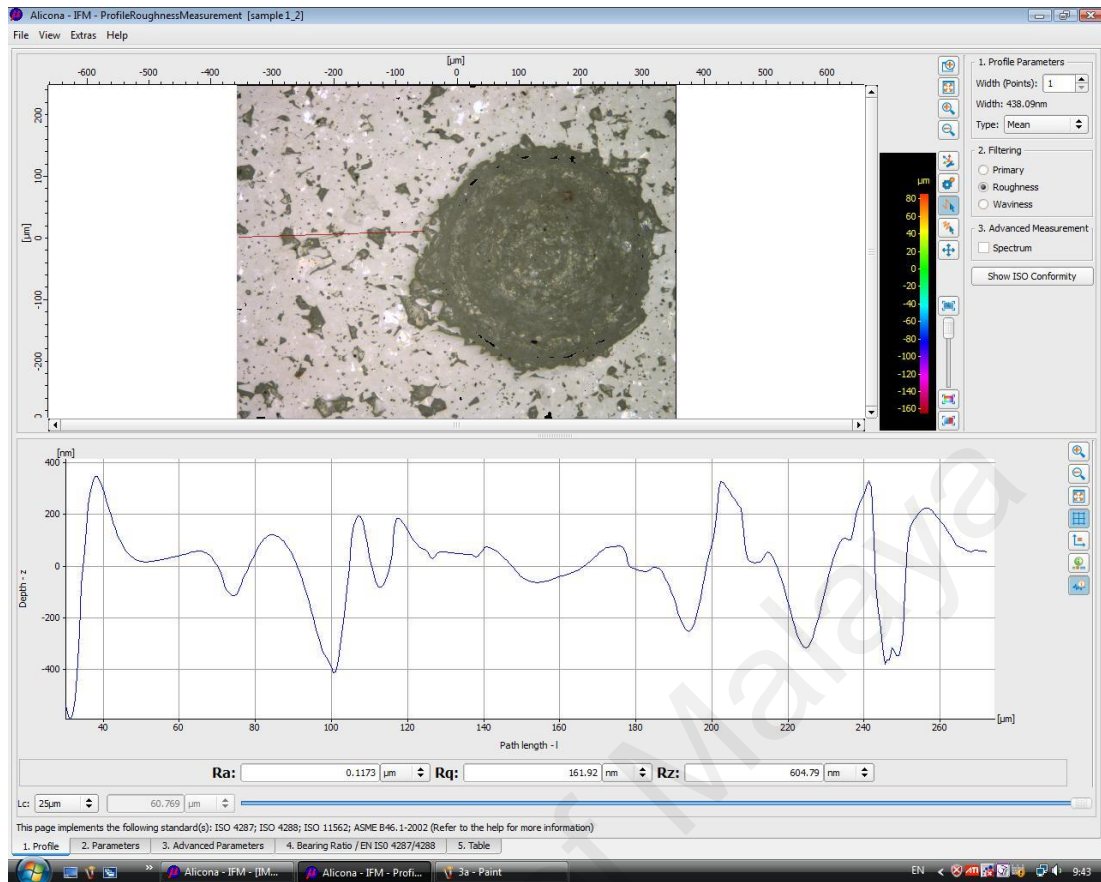 Alicona - IFM - ProfileRoughnessMeasurement [sample 1_2]
File View Extras Help
[µm]
-600 -500 -400 -300 -200 -100 0 100 200 300 400 500 600
200
100
[µm]
0
-100
-200
µm
80
60
40
20
0
-20
-40
-60
-80
-100
-120
-140
-160
1. Profile Parameters
Width (Points): 1
Width: 438.09nm
Type: Mean
2. Filtering
Primary
Roughness
Waviness
3. Advanced Measurement
Spectrum
Show ISO Conformity
[nm]
400
200
0
-200
-400
Depth - z
40 60 80 100 120 140 160 180 200 220 240 260 [µm]
Path length - l
Ra: 0.1173 µm Rq: 161.92 nm Rz: 604.79 nm
Lc: 25µm 60.769 µm
This page implements the following standard(s): ISO 4287; ISO 4288; ISO 11562; ASME B46.1-2002 (Refer to the help for more information)
1. Profile 2. Parameters 3. Advanced Parameters 4. Bearing Ratio / EN ISO 4287/4288 5. Table
» Alicona - IFM - [IM... Alicona - IFM - Profi... 3a - Paint EN < ATI 9:43
of Malaya